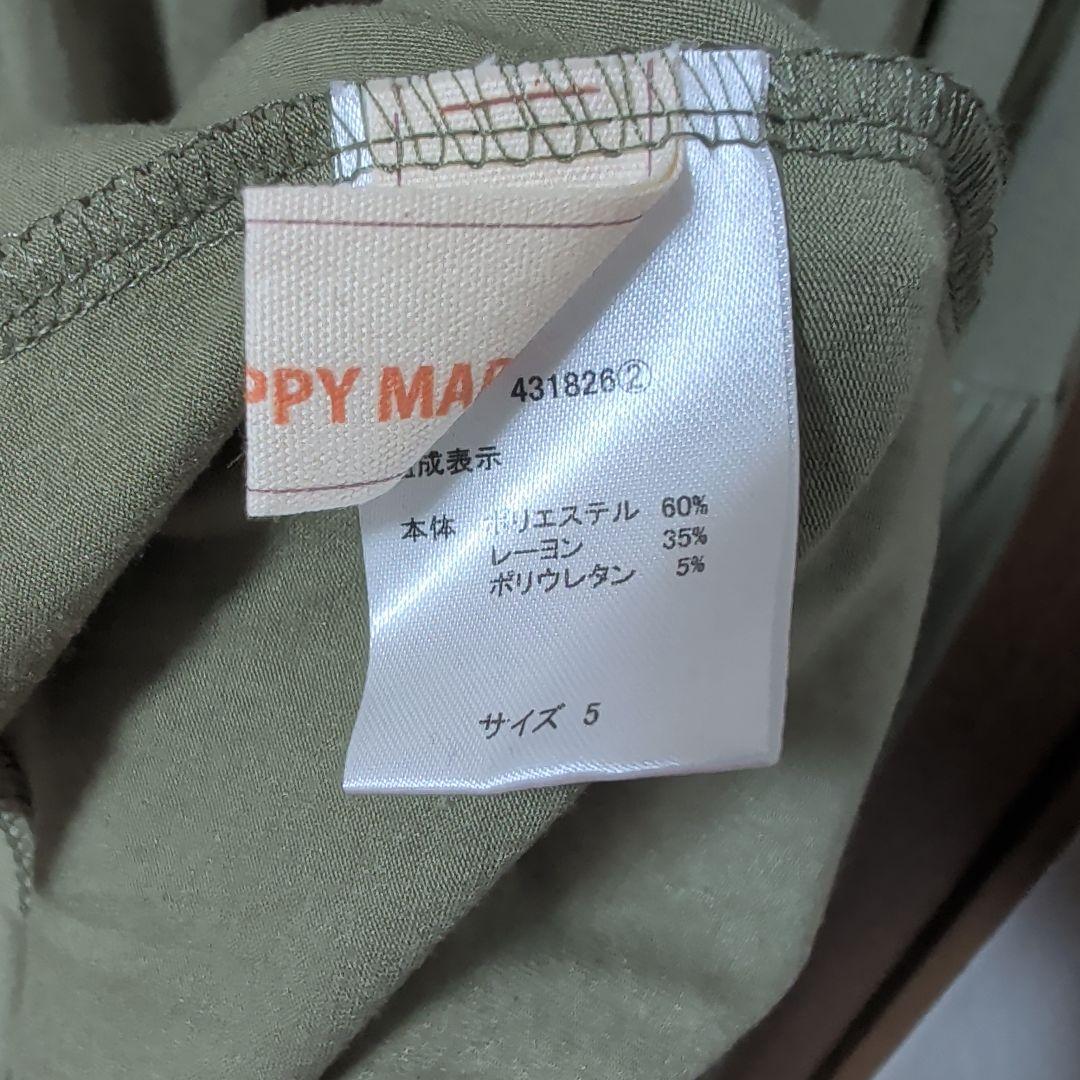 PPY MA
431826②
成表示
本体 ポリエステル 60%
レーヨン 35%
ポリウレタン 5%
サイズ 5